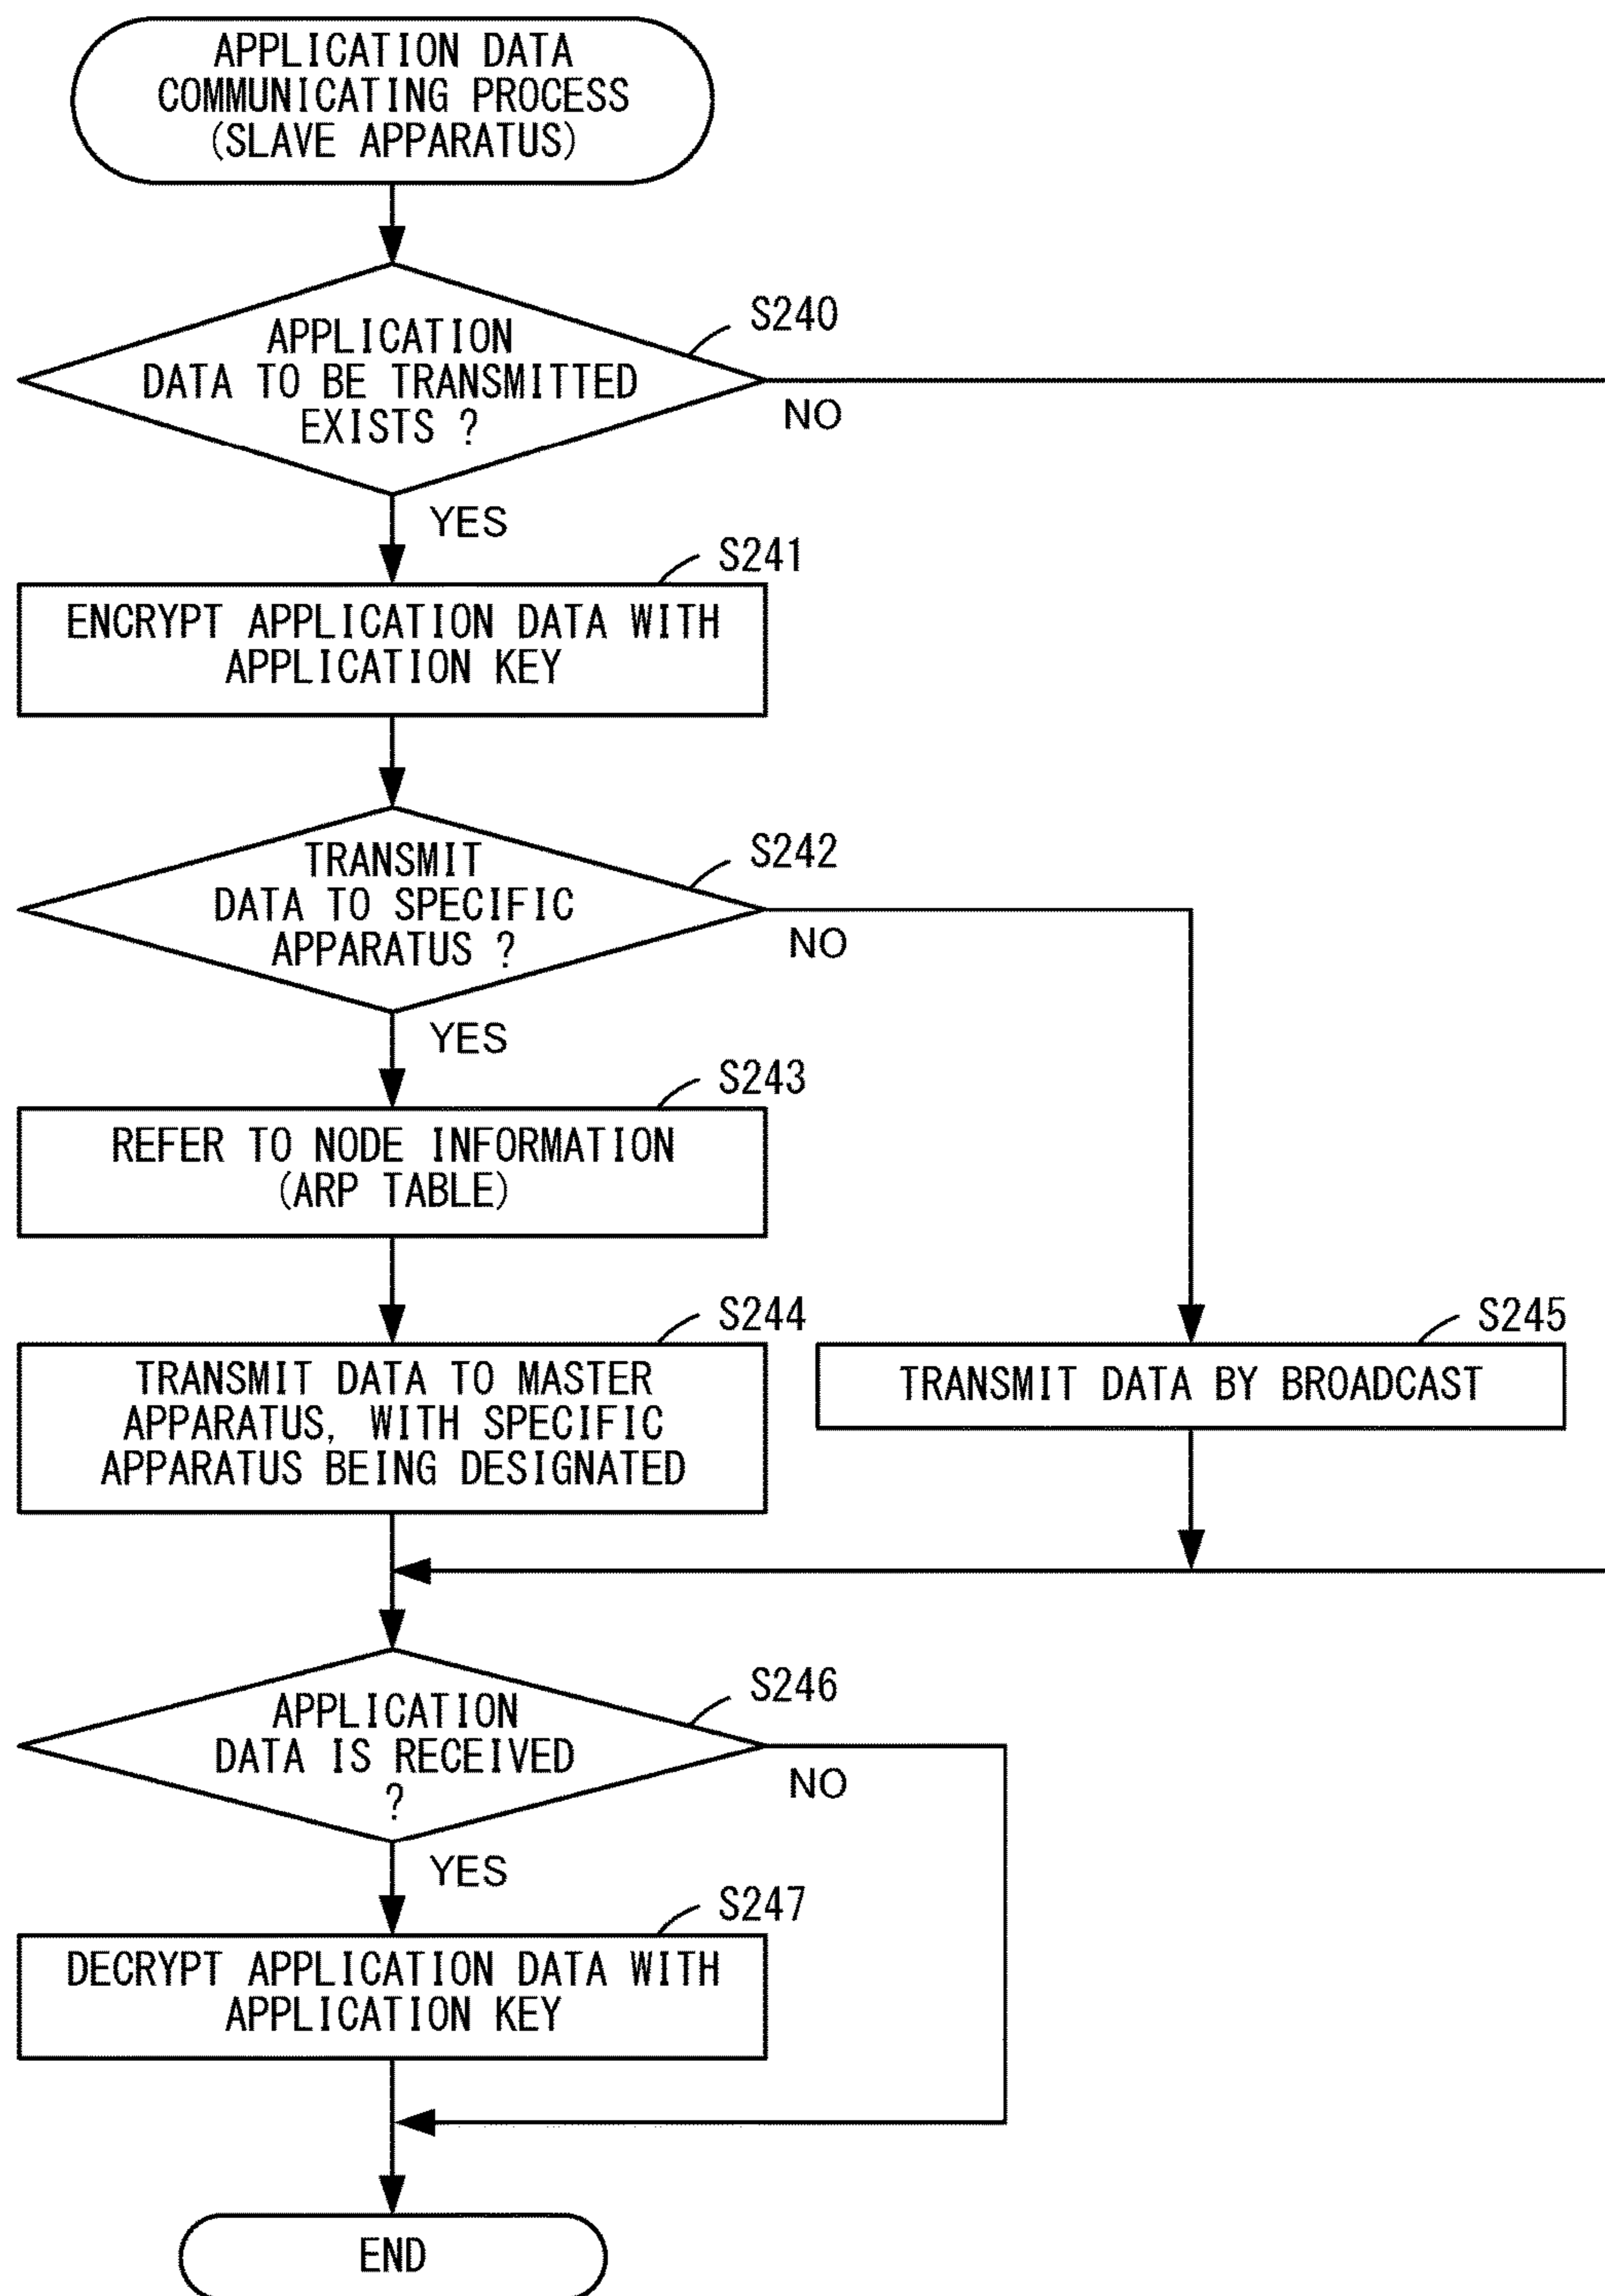 APPLICATION DATA
COMMUNICATING PROCESS
(SLAVE APPARATUS)
S240
APPLICATION
DATA TO BE TRANSMITTED
EXISTS ?
NO
YES
S241
ENCRYPT APPLICATION DATA WITH
APPLICATION KEY
S242
TRANSMIT
DATA TO SPECIFIC
APPARATUS ?
NO
YES
S243
REFER TO NODE INFORMATION
(ARP TABLE)
S244
TRANSMIT DATA TO MASTER
APPARATUS, WITH SPECIFIC
APPARATUS BEING DESIGNATED
S245
TRANSMIT DATA BY BROADCAST
S246
APPLICATION
DATA IS RECEIVED
?
NO
YES
S247
DECRYPT APPLICATION DATA WITH
APPLICATION KEY
END